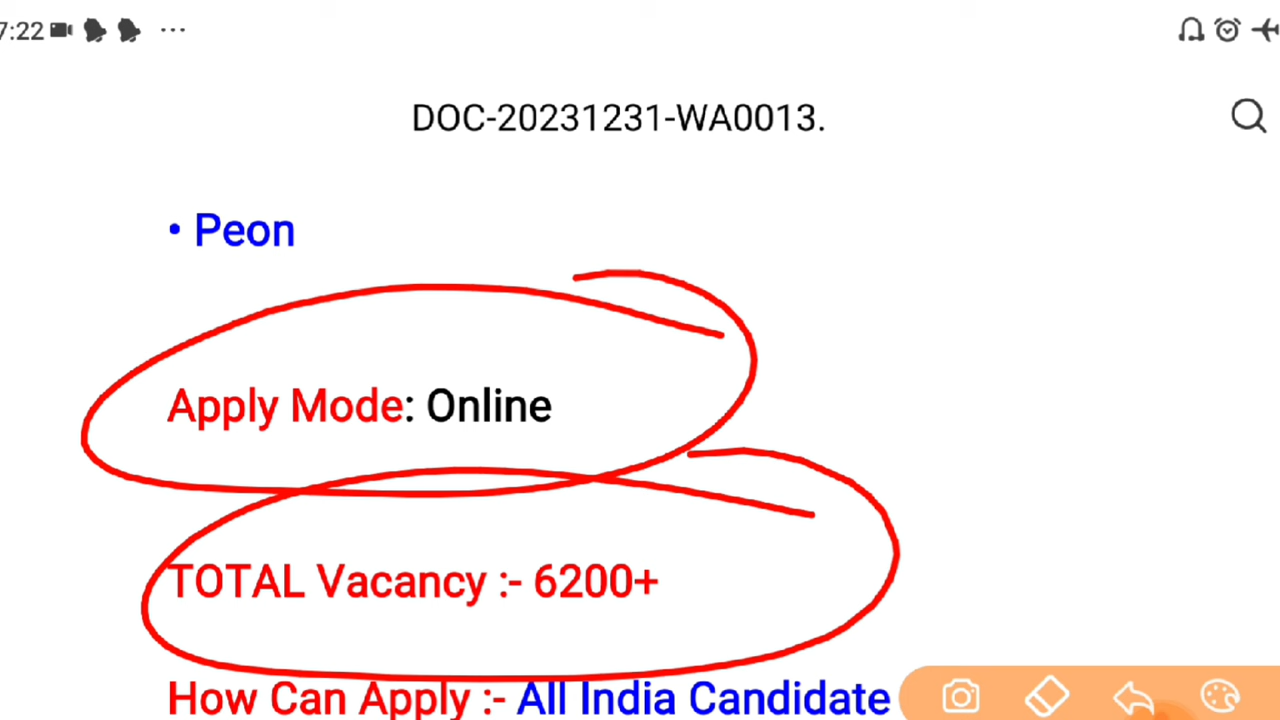 7:22 ...
DOC-20231231-WA0013.
• Peon
Apply Mode: Online
TOTAL Vacancy :- 6200+
How Can Apply :- All India Candidate